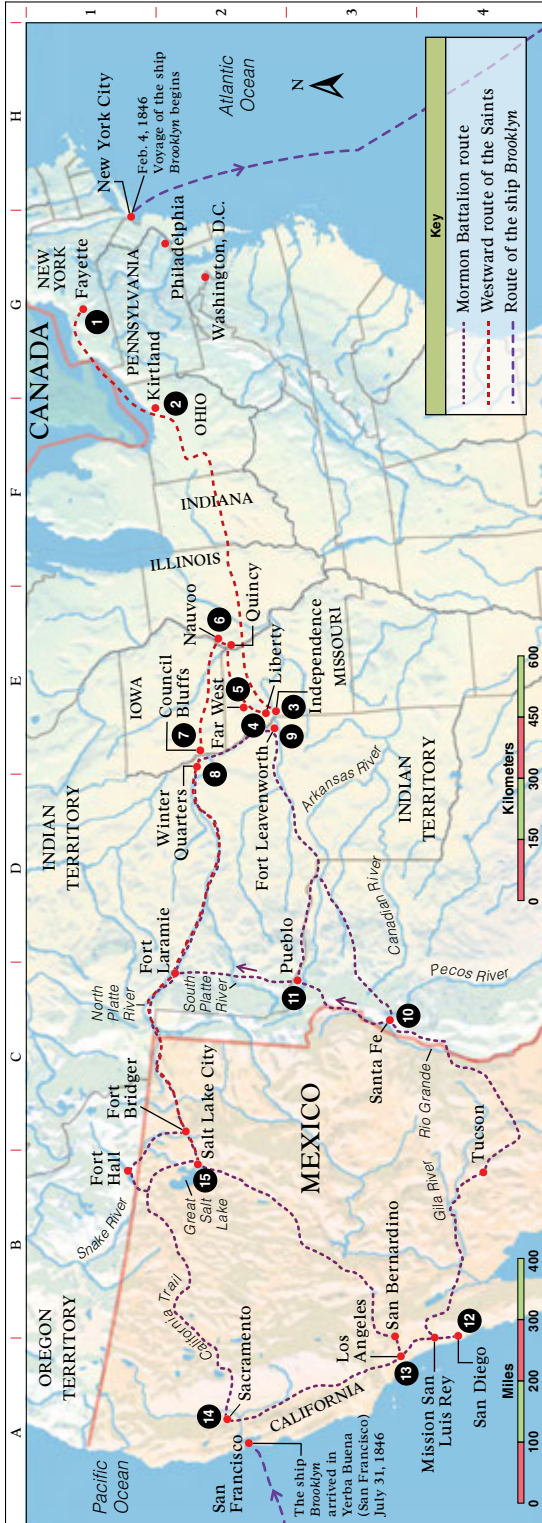 A
B
C
D
E
F
G
H
1
2
3
4
OREGON
TERRITORY
Pacific
Ocean
Snake River
Fort
Hall
Fort
Bridger
North
Platte
River
Fort
Laramie
INDIAN
TERRITORY
Winter
Quarters
8
7
Council
Bluffs
IOWA
Nauvoo
6
Quincy
ILLINOIS
INDIANA
OHIO
Kirtland
2
CANADA
1
NEW
YORK
Fayette
PENNSYLVANIA
New York City
Feb. 4, 1846
Voyage of the ship
Brooklyn begins
Philadelphia
Washington, D.C.
Atlantic
Ocean
N
California Trail
Great
Salt
Lake
15
Salt Lake City
South
Platte
River
Far West
5
4
Liberty
3
Independence
MISSOURI
9
Fort Leavenworth
14
Sacramento
San
Francisco
The ship
Brooklyn
arrived in
Yerba Buena
(San Francisco)
July 31, 1846
CALIFORNIA
MEXICO
Pueblo
11
Arkansas River
Canadian River
INDIAN
TERRITORY
Santa Fe
10
Pecos River
Rio Grande
Los
Angeles
13
San Bernardino
Mission San
Luis Rey
12
San Diego
Gila River
Tucson
Miles
0 100 200 300 400
Kilometers
0 150 300 450 600
Key
Mormon Battalion route
Westward route of the Saints
Route of the ship Brooklyn